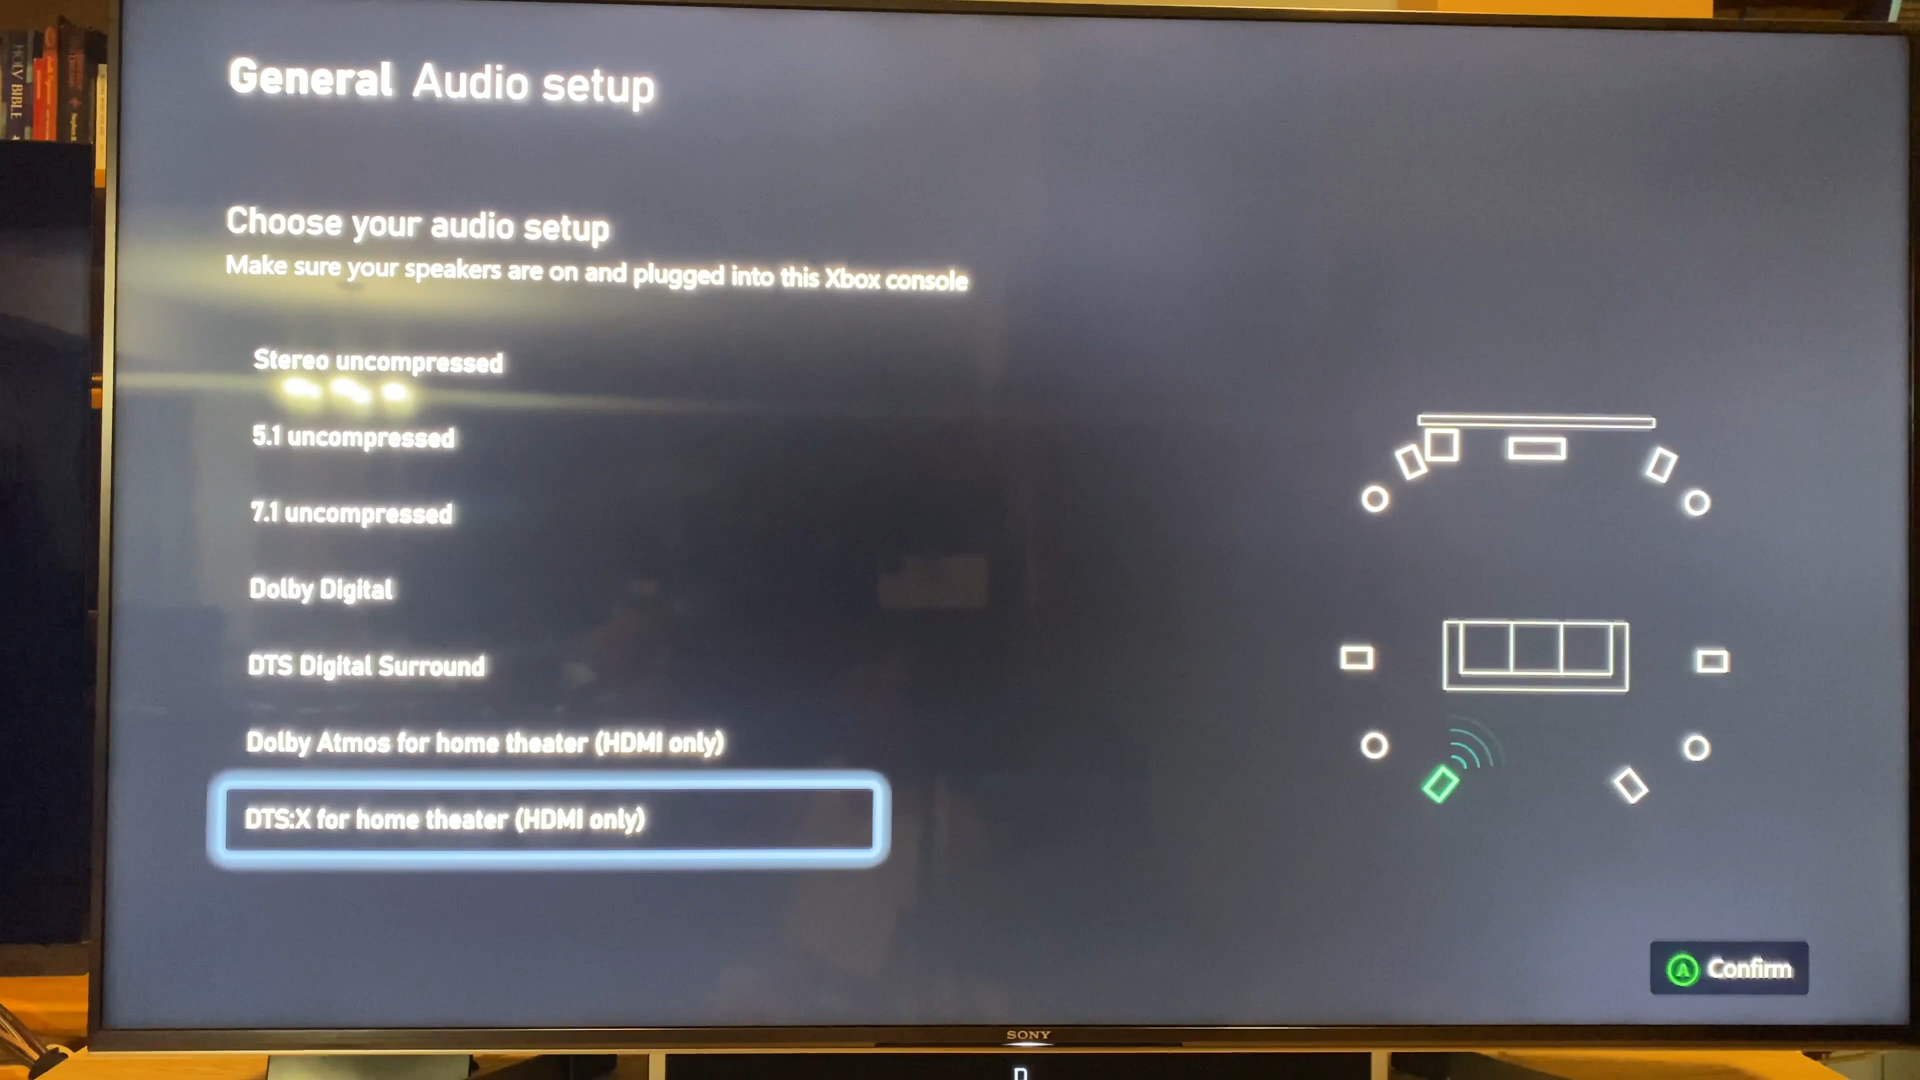 HOLY BIBLE
General Audio setup
Choose your audio setup
Make sure your speakers are on and plugged into this Xbox console
Stereo uncompressed
5.1 uncompressed
7.1 uncompressed
Dolby Digital
DTS Digital Surround
Dolby Atmos for home theater (HDMI only)
DTS:X for home theater (HDMI only)
A Confirm
SONY